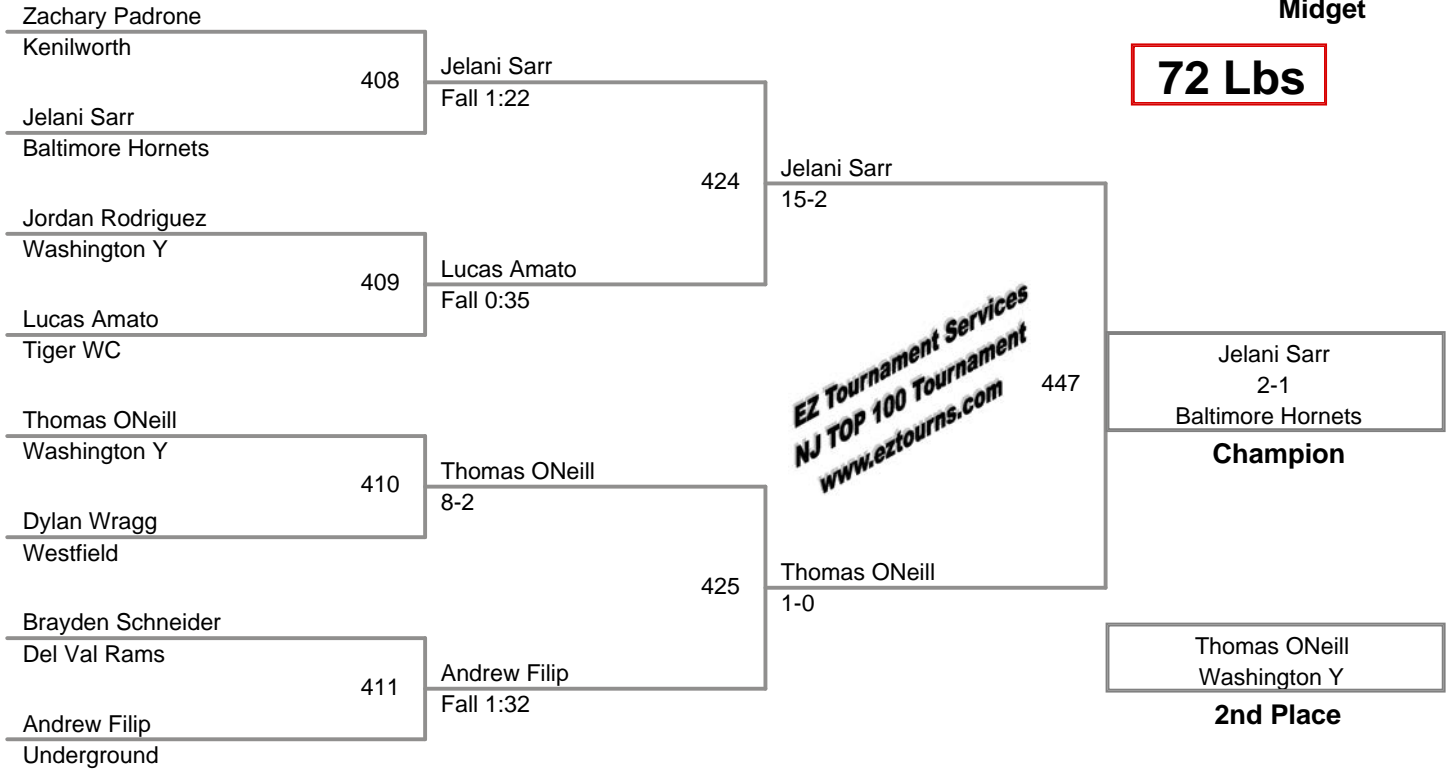 Midget
72 Lbs
Zachary Padrone
Kenilworth
408
Jelani Sarr
Baltimore Hornets
Jelani Sarr
Fall 1:22
Jordan Rodriguez
Washington Y
409
Lucas Amato
Tiger WC
Lucas Amato
Fall 0:35
424
Jelani Sarr
15-2
Thomas ONeill
Washington Y
410
Dylan Wragg
Westfield
Thomas ONeill
8-2
Brayden Schneider
Del Val Rams
411
Andrew Filip
Underground
Andrew Filip
Fall 1:32
425
Thomas ONeill
1-0
EZ Tournament Services
NJ TOP 100 Tournament
www.eztourns.com
447
Jelani Sarr
2-1
Baltimore Hornets
Champion
Thomas ONeill
Washington Y
2nd Place